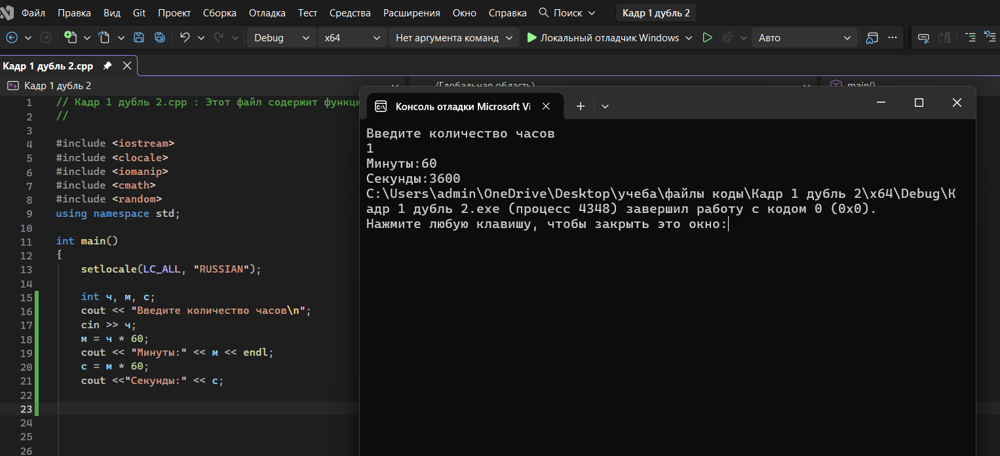 Файл Правка Вид Git Проект Сборка Отладка Тест Средства Расширения Окно Справка Поиск Кадр 1 дубль 2
Debug x64 Нет аргумента команд Локальный отладчик Windows Авто
Кадр 1 дубль 2.cpp
Кадр 1 дубль 2 (Глобальная область) main()
1 // Кадр 1 дубль 2.cpp : Этот файл содержит функци
2 //
3
4 #include <iostream>
5 #include <clocale>
6 #include <iomanip>
7 #include <cmath>
8 #include <random>
9 using namespace std;
10
11 int main()
12 {
13 setlocale(LC_ALL, "RUSSIAN");
14
15 int ч, м, с;
16 cout << "Введите количество часов\n";
17 cin >> ч;
18 м = ч * 60;
19 cout << "Минуты:" << м << endl;
20 с = м * 60;
21 cout <<"Секунды:" << с;
22
23
24
25
26
Консоль отладки Microsoft Vi
Введите количество часов
1
Минуты:60
Секунды:3600
C:\Users\admin\OneDrive\Desktop\учеба\файлы коды\Кадр 1 дубль 2\x64\Debug\К
адр 1 дубль 2.exe (процесс 4348) завершил работу с кодом 0 (0x0).
Нажмите любую клавишу, чтобы закрыть это окно: